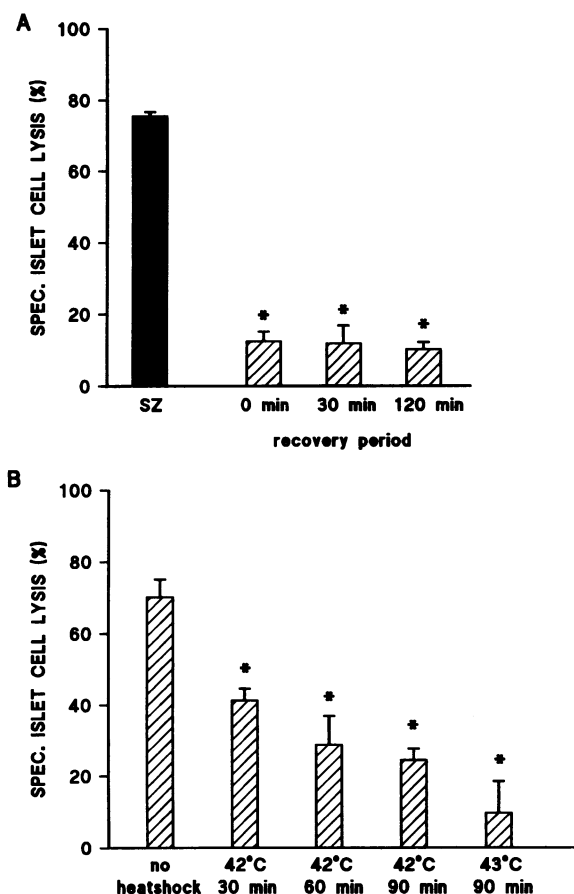 A
SPEC. ISLET CELL LYSIS (%)
100
80
60
40
20
0
* * *
SZ 0 min 30 min 120 min
recovery period
B
SPEC. ISLET CELL LYSIS (%)
100
80
60
40
20
0
* * * *
no 42°C 42°C 42°C 43°C
heatshock 30 min 60 min 90 min 90 min